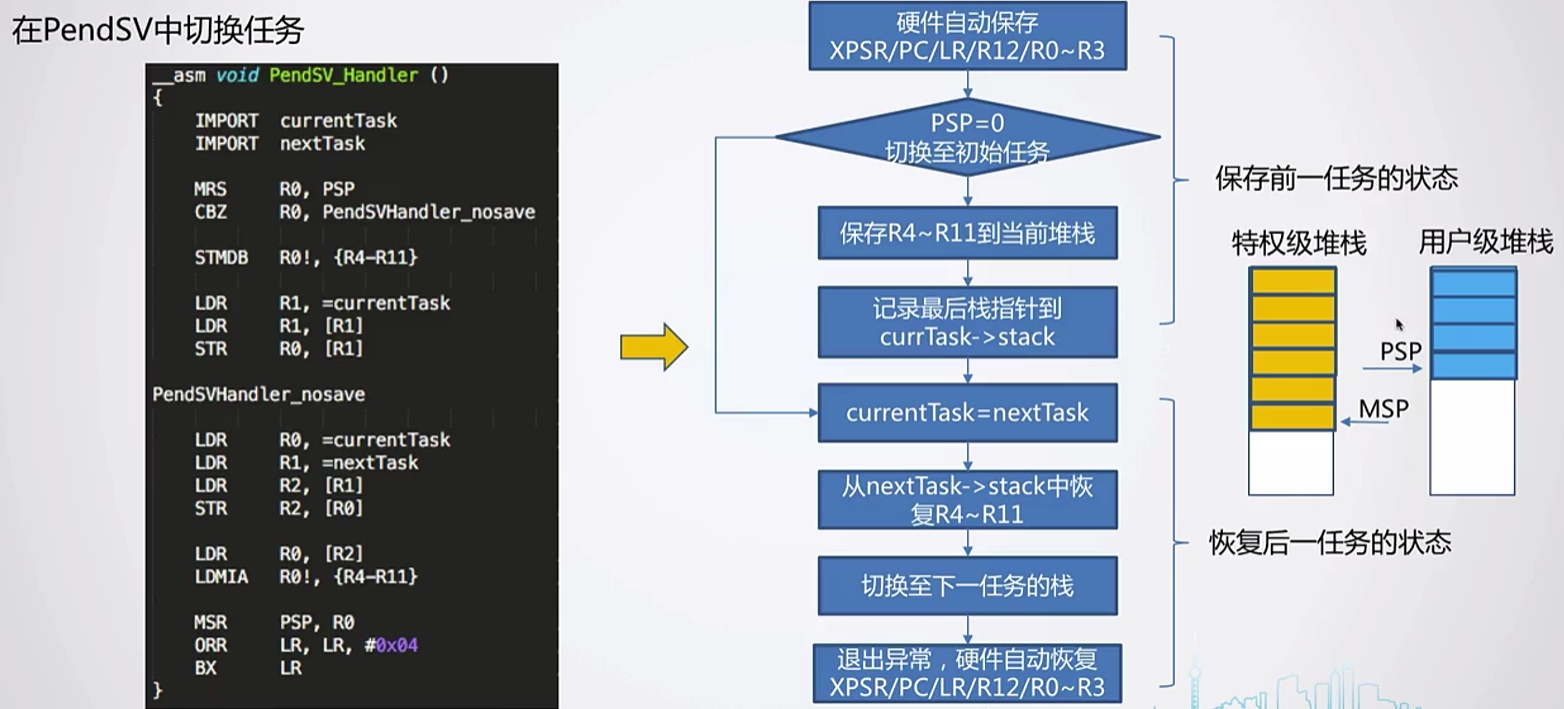 在PendSV中切换任务
__asm void PendSV_Handler ()
{
IMPORT currentTask
IMPORT nextTask
MRS R0, PSP
CBZ R0, PendSVHandler_nosave
STMDB R0!, {R4-R11}
LDR R1, =currentTask
LDR R1, [R1]
STR R0, [R1]
PendSVHandler_nosave
LDR R0, =currentTask
LDR R1, =nextTask
LDR R2, [R1]
STR R2, [R0]
LDR R0, [R2]
LDMIA R0!, {R4-R11}
MSR PSP, R0
ORR LR, LR, #0x04
BX LR
}
硬件自动保存
XPSR/PC/LR/R12/R0~R3
PSP=0
切换至初始任务
保存R4~R11到当前堆栈
记录最后栈指针到
currTask->stack
currentTask=nextTask
从nextTask->stack中恢
复R4~R11
切换至下一任务的栈
退出异常，硬件自动恢复
XPSR/PC/LR/R12/R0~R3
保存前一任务的状态
特权级堆栈
用户级堆栈
PSP
MSP
恢复后一任务的状态